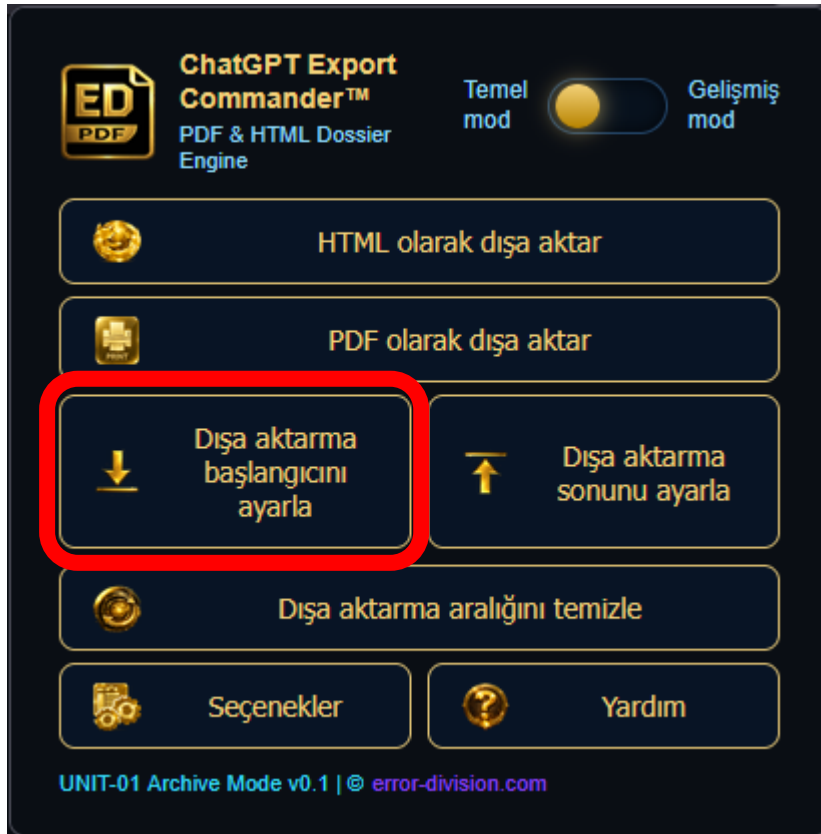 ED
PDF
ChatGPT Export
Commander™
PDF & HTML Dossier
Engine
Temel
mod
Gelişmiş
mod
HTML olarak dışa aktar
PRINT
PDF olarak dışa aktar
Dışa aktarma
başlangıcını
ayarla
Dışa aktarma
sonunu ayarla
Dışa aktarma aralığını temizle
Seçenekler
Yardım
UNIT-01 Archive Mode v0.1 | © error-division.com